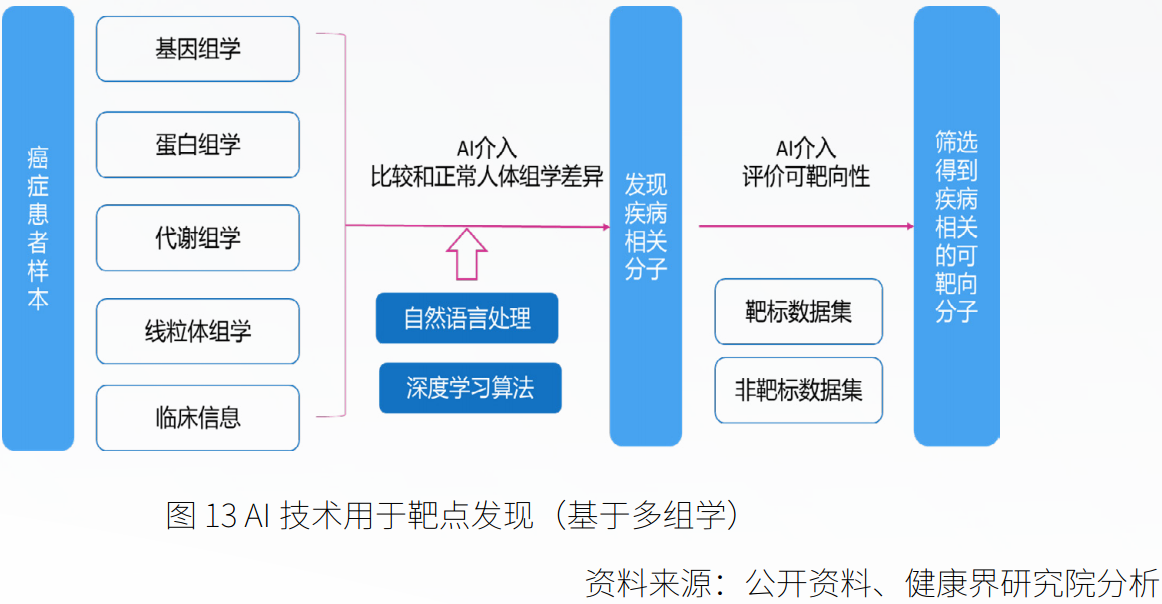 癌症患者样本
基因组学
蛋白组学
代谢组学
线粒体组学
临床信息
AI介入
比较和正常人体组学差异
自然语言处理
深度学习算法
发现
疾病
相关
分子
AI介入
评价可靶向性
靶标数据集
非靶标数据集
筛选
得到
疾病
相关
的可
靶向
分子
图 13 AI 技术用于靶点发现（基于多组学）
资料来源：公开资料、健康界研究院分析